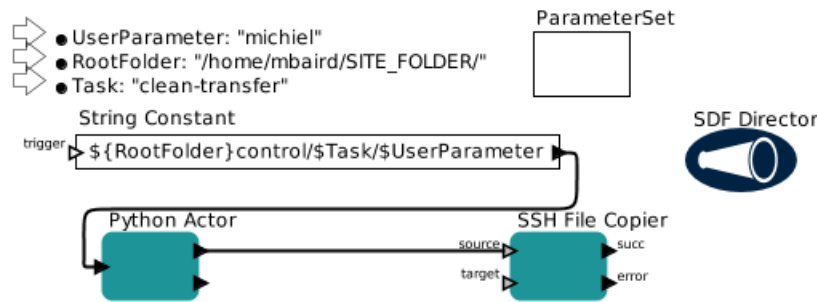 ParameterSet
UserParameter: "michiel"
RootFolder: "/home/mbaird/SITE_FOLDER/"
Task: "clean-transfer"
String Constant
SDF Director
trigger
${RootFolder}control/$Task/$UserParameter
Python Actor
SSH File Copier
source
succ
target
error